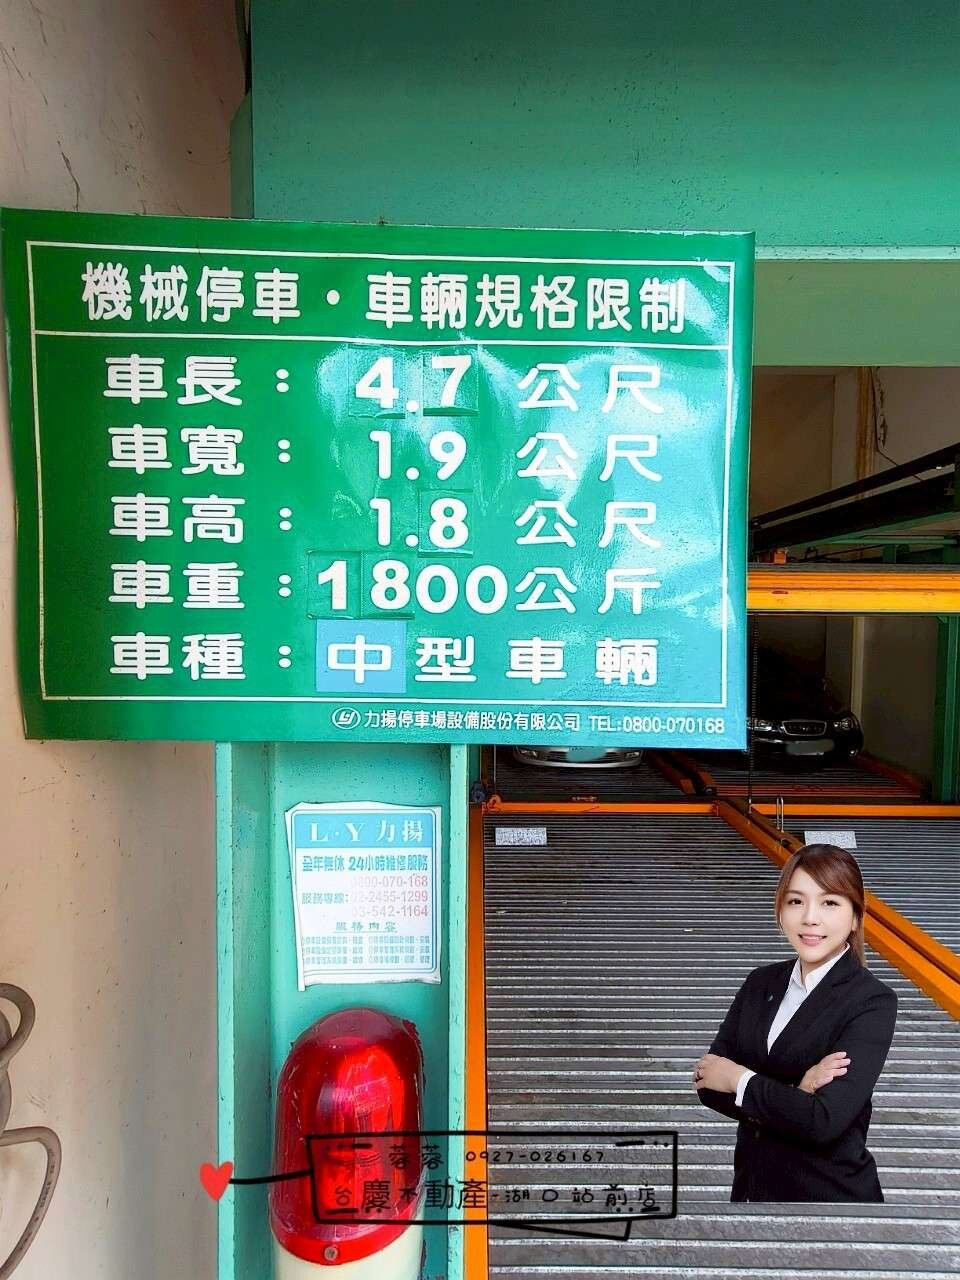 機械停車・車輛規格限制
車長：4.7公尺
車寬：1.9公尺
車高：1.8公尺
車重：1800公斤
車種：中型車輛
力揚停車場設備股份有限公司 TEL:0800-070168
L·Y力揚
全年無休 24小時維修服務
0800-070-168
服務專線：02-2455-1299
03-542-1164
服務內容
蓉蓉 0927-026167
台慶不動產-湖口站前店